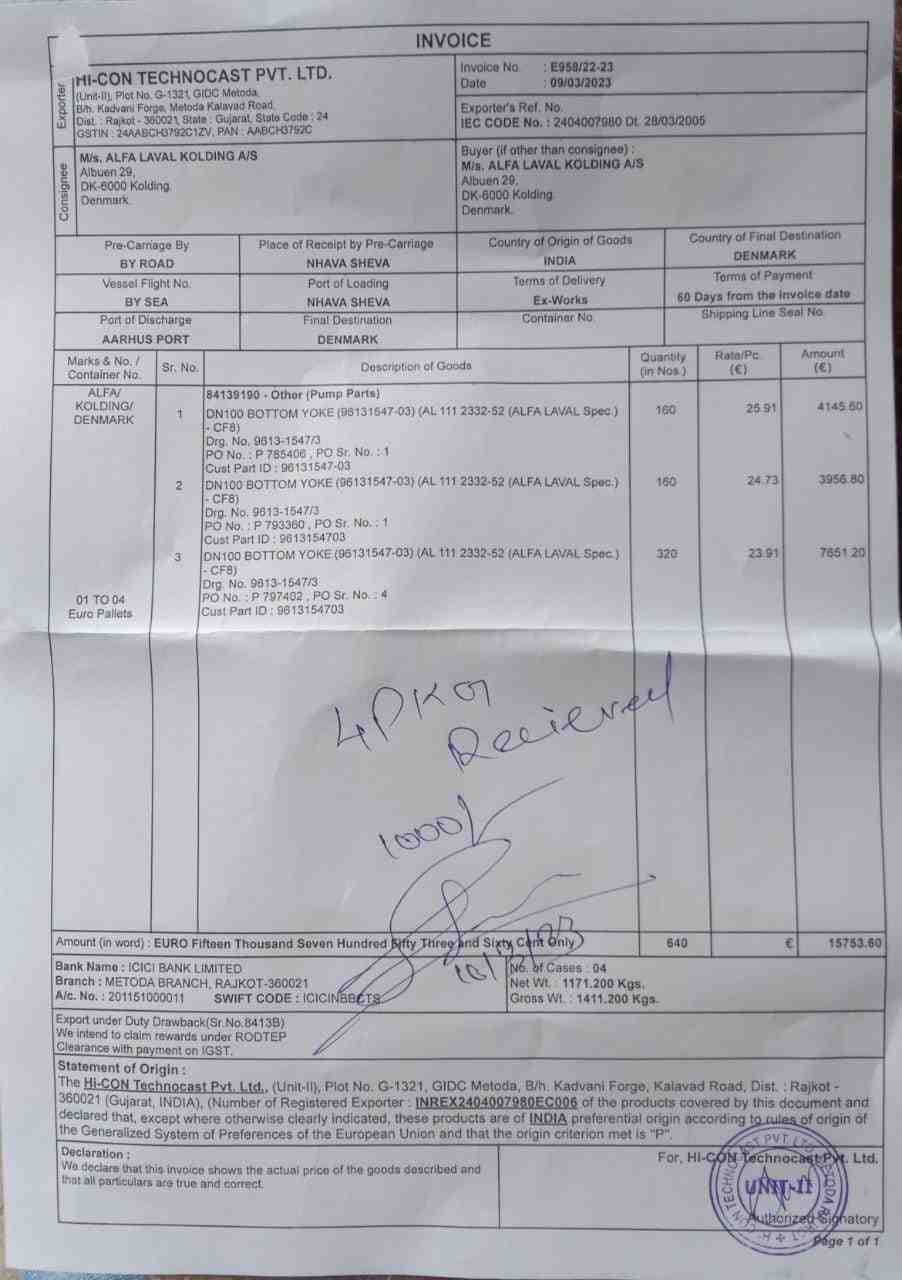 INVOICE
Exporter
HI-CON TECHNOCAST PVT. LTD.
(Unit-II), Plot No. G-1321, GIDC Metoda,
B/h. Kadvani Forge, Metoda Kalavad Road,
Dist. : Rajkot - 360021, State : Gujarat, State Code : 24
GSTIN : 24AABCH3792C1ZV, PAN : AABCH3792C
Invoice No. : E958/22-23
Date : 09/03/2023
Exporter's Ref. No.
IEC CODE No. : 2404007980 Dt. 28/03/2005
Consignee
M/s. ALFA LAVAL KOLDING A/S
Albuen 29,
DK-6000 Kolding.
Denmark.
Buyer (if other than consignee) :
M/s. ALFA LAVAL KOLDING A/S
Albuen 29,
DK-6000 Kolding.
Denmark.
Pre-Carriage By
BY ROAD
Place of Receipt by Pre-Carriage
NHAVA SHEVA
Country of Origin of Goods
INDIA
Country of Final Destination
DENMARK
Vessel Flight No.
BY SEA
Port of Loading
NHAVA SHEVA
Terms of Delivery
Ex-Works
Terms of Payment
60 Days from the invoice date
Port of Discharge
AARHUS PORT
Final Destination
DENMARK
Container No.
Shipping Line Seal No.
Marks & No. /
Container No.
Sr. No.
Description of Goods
Quantity
(in Nos.)
Rate/Pc.
(€)
Amount
(€)
ALFA/
KOLDING/
DENMARK
84139190 - Other (Pump Parts)
1 DN100 BOTTOM YOKE (96131547-03) (AL 111 2332-52 (ALFA LAVAL Spec.) 160 25.91 4145.60
- CF8)
Drg. No. 9613-1547/3
PO No. : P 785406 , PO Sr. No. : 1
Cust Part ID : 96131547-03
2 DN100 BOTTOM YOKE (96131547-03) (AL 111 2332-52 (ALFA LAVAL Spec.) 160 24.73 3956.80
- CF8)
Drg. No. 9613-1547/3
PO No. : P 793360 , PO Sr. No. : 1
Cust Part ID : 9613154703
3 DN100 BOTTOM YOKE (96131547-03) (AL 111 2332-52 (ALFA LAVAL Spec.) 320 23.91 7651.20
- CF8)
Drg. No. 9613-1547/3
PO No. : P 797402 , PO Sr. No. : 4
Cust Part ID : 9613154703
01 TO 04
Euro Pallets
4 PKG
Recieved
1000/-
Amount (in word) : EURO Fifteen Thousand Seven Hundred Fifty Three and Sixty Cent Only 640 € 15753.60
Bank Name : ICICI BANK LIMITED
Branch : METODA BRANCH, RAJKOT-360021
A/c. No. : 201151000011 SWIFT CODE : ICICINBBCTS
No. of Cases : 04
Net Wt. : 1171.200 Kgs.
Gross Wt. : 1411.200 Kgs.
Export under Duty Drawback(Sr.No.8413B)
We intend to claim rewards under RODTEP
Clearance with payment on IGST.
Statement of Origin :
The Hi-CON Technocast Pvt. Ltd., (Unit-II), Plot No. G-1321, GIDC Metoda, B/h. Kadvani Forge, Kalavad Road, Dist. : Rajkot -
360021 (Gujarat, INDIA), (Number of Registered Exporter : INREX2404007980EC006 of the products covered by this document and
declared that, except where otherwise clearly indicated, these products are of INDIA preferential origin according to rules of origin of
the Generalized System of Preferences of the European Union and that the origin criterion met is "P".
Declaration :
We declare that this invoice shows the actual price of the goods described and
that all particulars are true and correct.
For, HI-CON Technocast Pvt. Ltd.
UNIT-II
Authorized Signatory
Page 1 of 1